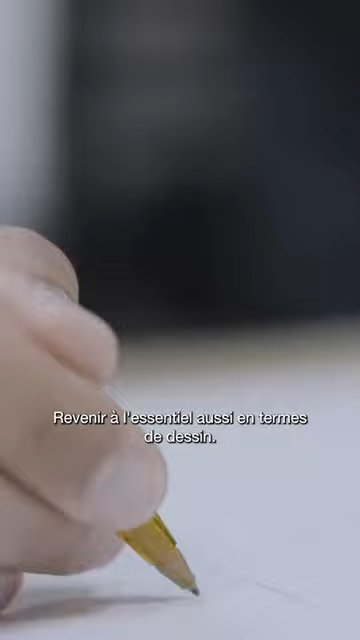 Revenir à l'essentiel aussi en termes
de dessin.